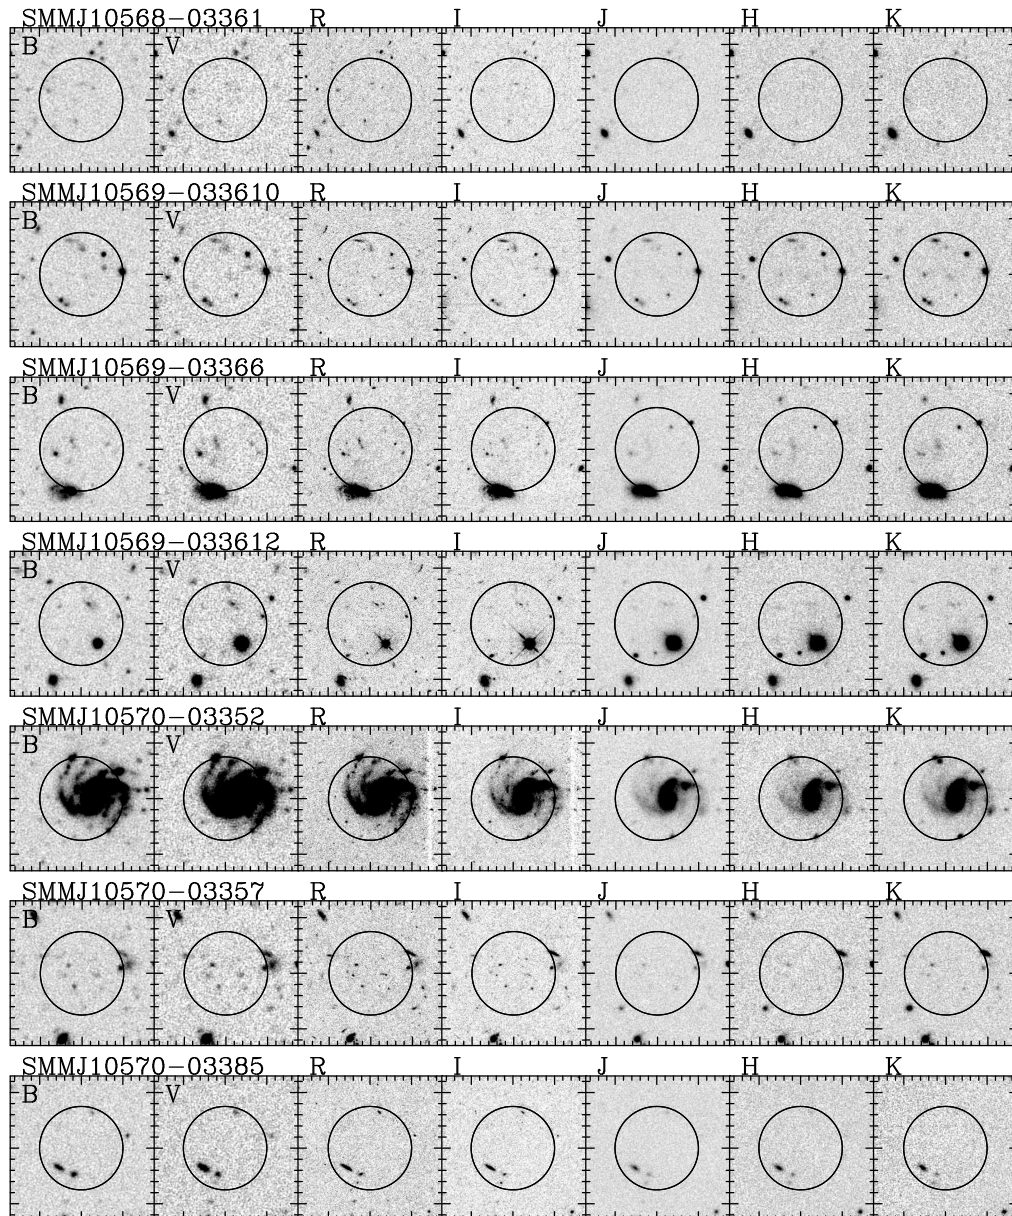 SMMJ10568-03361 R I J H K
B V
SMMJ10569-033610 R I J H K
B V
SMMJ10569-03366 R I J H K
B V
SMMJ10569-033612 R I J H K
B V
SMMJ10570-03352 R I J H K
B V
SMMJ10570-03357 R I J H K
B V
SMMJ10570-03385 R I J H K
B V